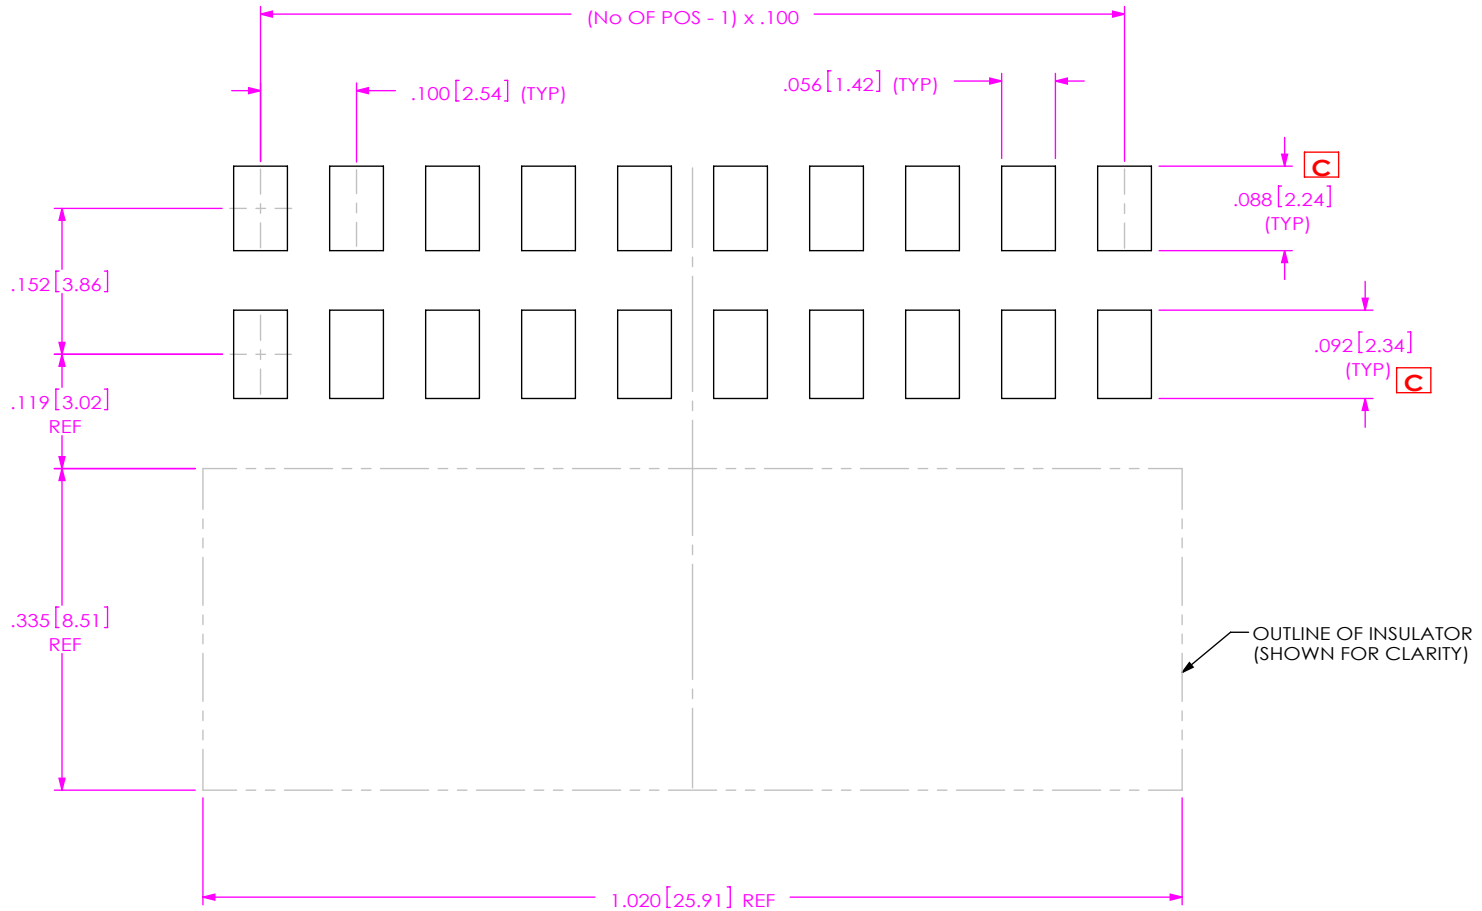 (No OF POS - 1) x .100
.100[2.54] (TYP)
.056[1.42] (TYP)
C
.088[2.24]
(TYP)
.152[3.86]
.092[2.34]
(TYP)
C
.119[3.02]
REF
.335[8.51]
REF
OUTLINE OF INSULATOR
(SHOWN FOR CLARITY)
1.020[25.91] REF